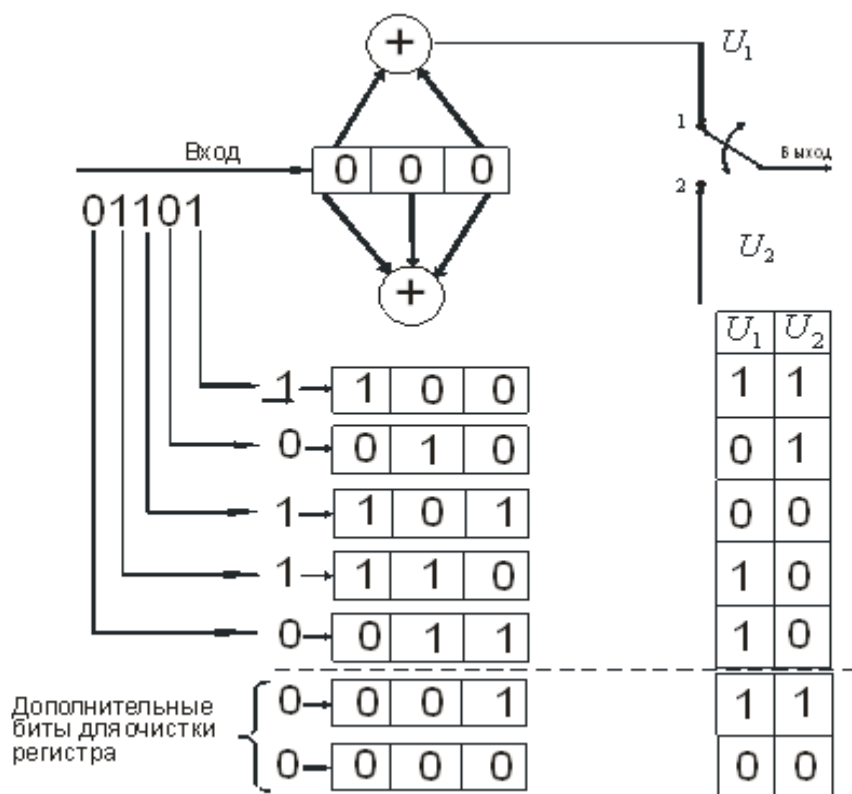 +
U₁
Вход
0 0 0
1
Выход
2
01101
U₂
+
U₁ U₂
1 1 0 0 1 1
0 0 1 0 0 1
1 1 0 1 0 0
1 1 1 0 1 0
0 0 1 1 1 0
Дополнительные
биты для очистки
регистра
0 0 0 1 1 1
0 0 0 0 0 0